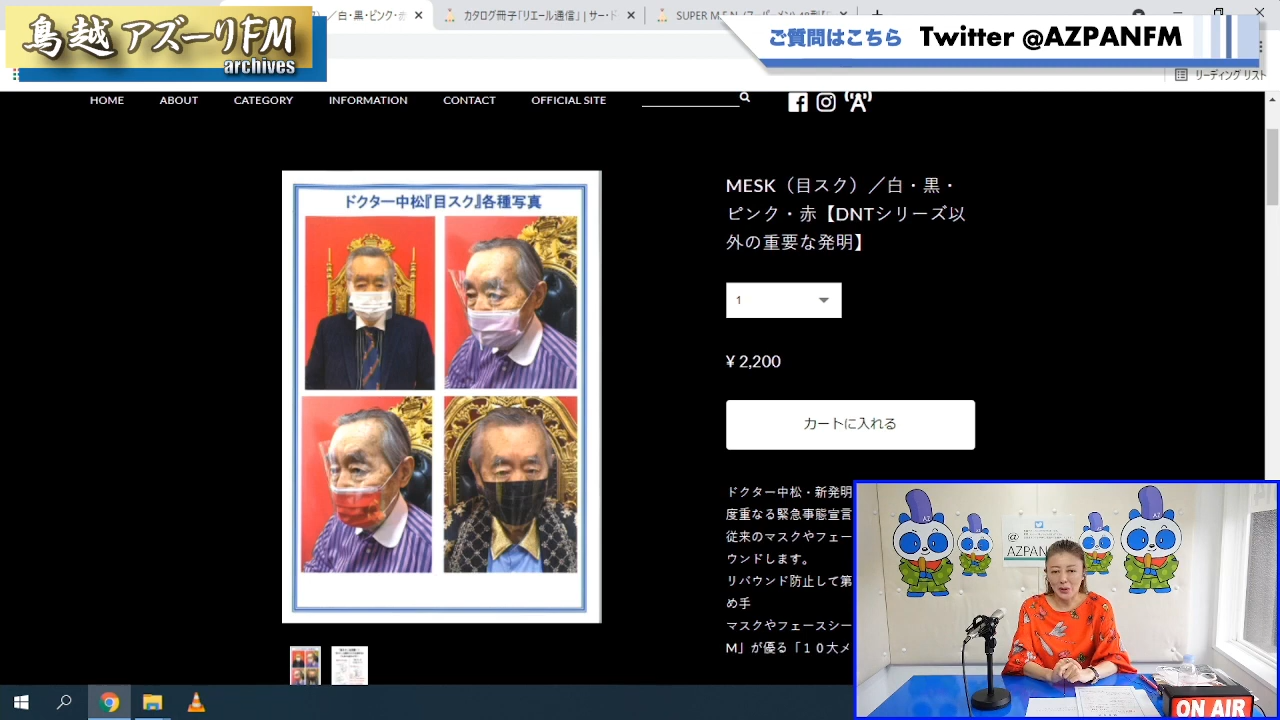 鳥越アズーリFM
archives
／白・黒・ピンク・
カタログ冊子「リエール通信」 | サード
SUPER M.E.N
ご質問はこちら Twitter @AZPANFM
リーディング リスト
HOME ABOUT CATEGORY INFORMATION CONTACT OFFICIAL SITE
ドクター中松『目スク』各種写真
MESK（目スク）／白・黒・
ピンク・赤【DNTシリーズ以
外の重要な発明】
1
¥ 2,200
カートに入れる
ドクター中松・新発明
度重なる緊急事態宣言
従来のマスクやフェー
ウンドします。
リバウンド防止して第
め手
マスクやフェースシー
M」が優る「１０大メ
AZ
AZ
@
AZPAN
ON AIR